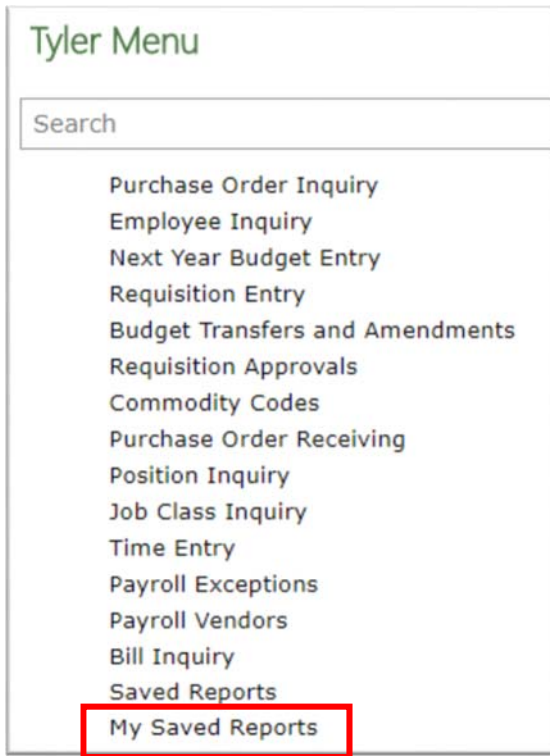 Tyler Menu
Search
Purchase Order Inquiry
Employee Inquiry
Next Year Budget Entry
Requisition Entry
Budget Transfers and Amendments
Requisition Approvals
Commodity Codes
Purchase Order Receiving
Position Inquiry
Job Class Inquiry
Time Entry
Payroll Exceptions
Payroll Vendors
Bill Inquiry
Saved Reports
My Saved Reports